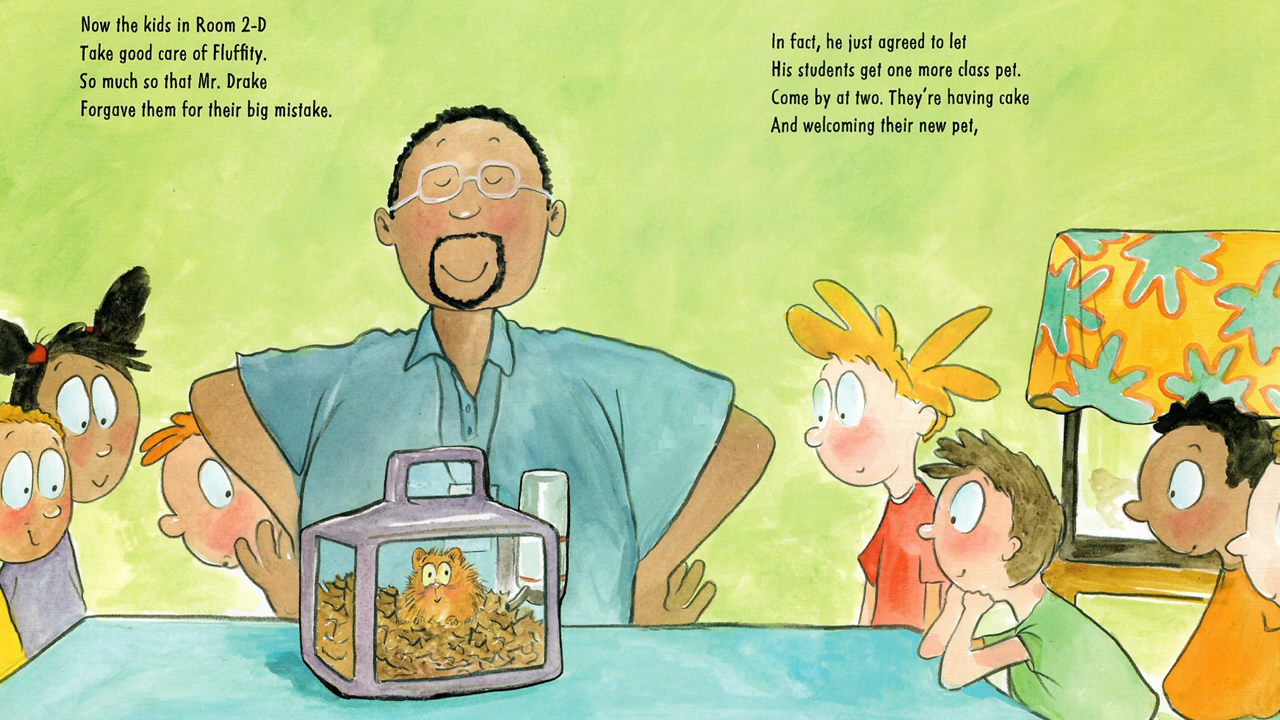 Now the kids in Room 2-D
Take good care of Fluffity.
So much so that Mr. Drake
Forgave them for their big mistake.
In fact, he just agreed to let
His students get one more class pet.
Come by at two. They're having cake
And welcoming their new pet,